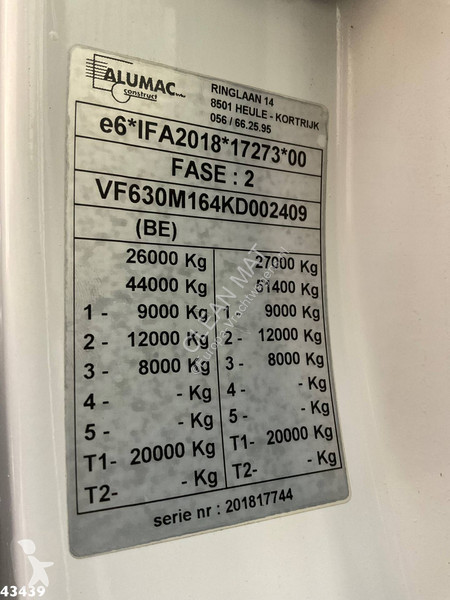 ALUMAC
construct
RINGLAAN 14
8501 HEULE - KORTRIJK
056 / 66.25.95
e6*IFA2018*17273*00
FASE : 2
VF630M164KD002409
(BE)
26000 Kg 27000 Kg
44000 Kg 51400 Kg
1 - 9000 Kg 1- 9000 Kg
2 - 12000 Kg 2- 12000 Kg
3 - 8000 Kg 3- 8000 Kg
4 - - Kg 4 - - Kg
5 - - Kg 5- - Kg
T1- 20000 Kg T1- 20000 Kg
T2- - Kg T2- - Kg
serie nr : 201817744
CLEAN MAT
43439